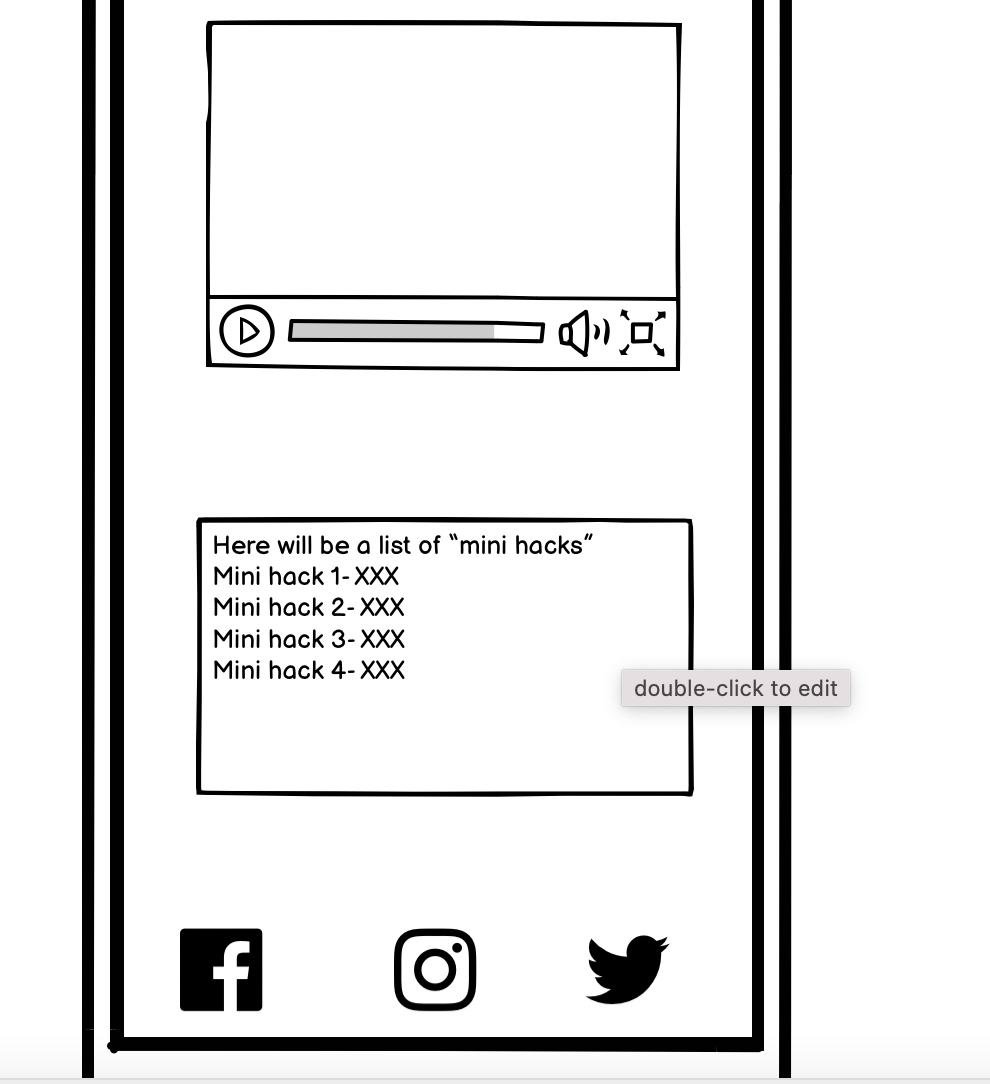 Here will be a list of “mini hacks”
Mini hack 1- XXX
Mini hack 2- XXX
Mini hack 3- XXX
Mini hack 4- XXX
double-click to edit